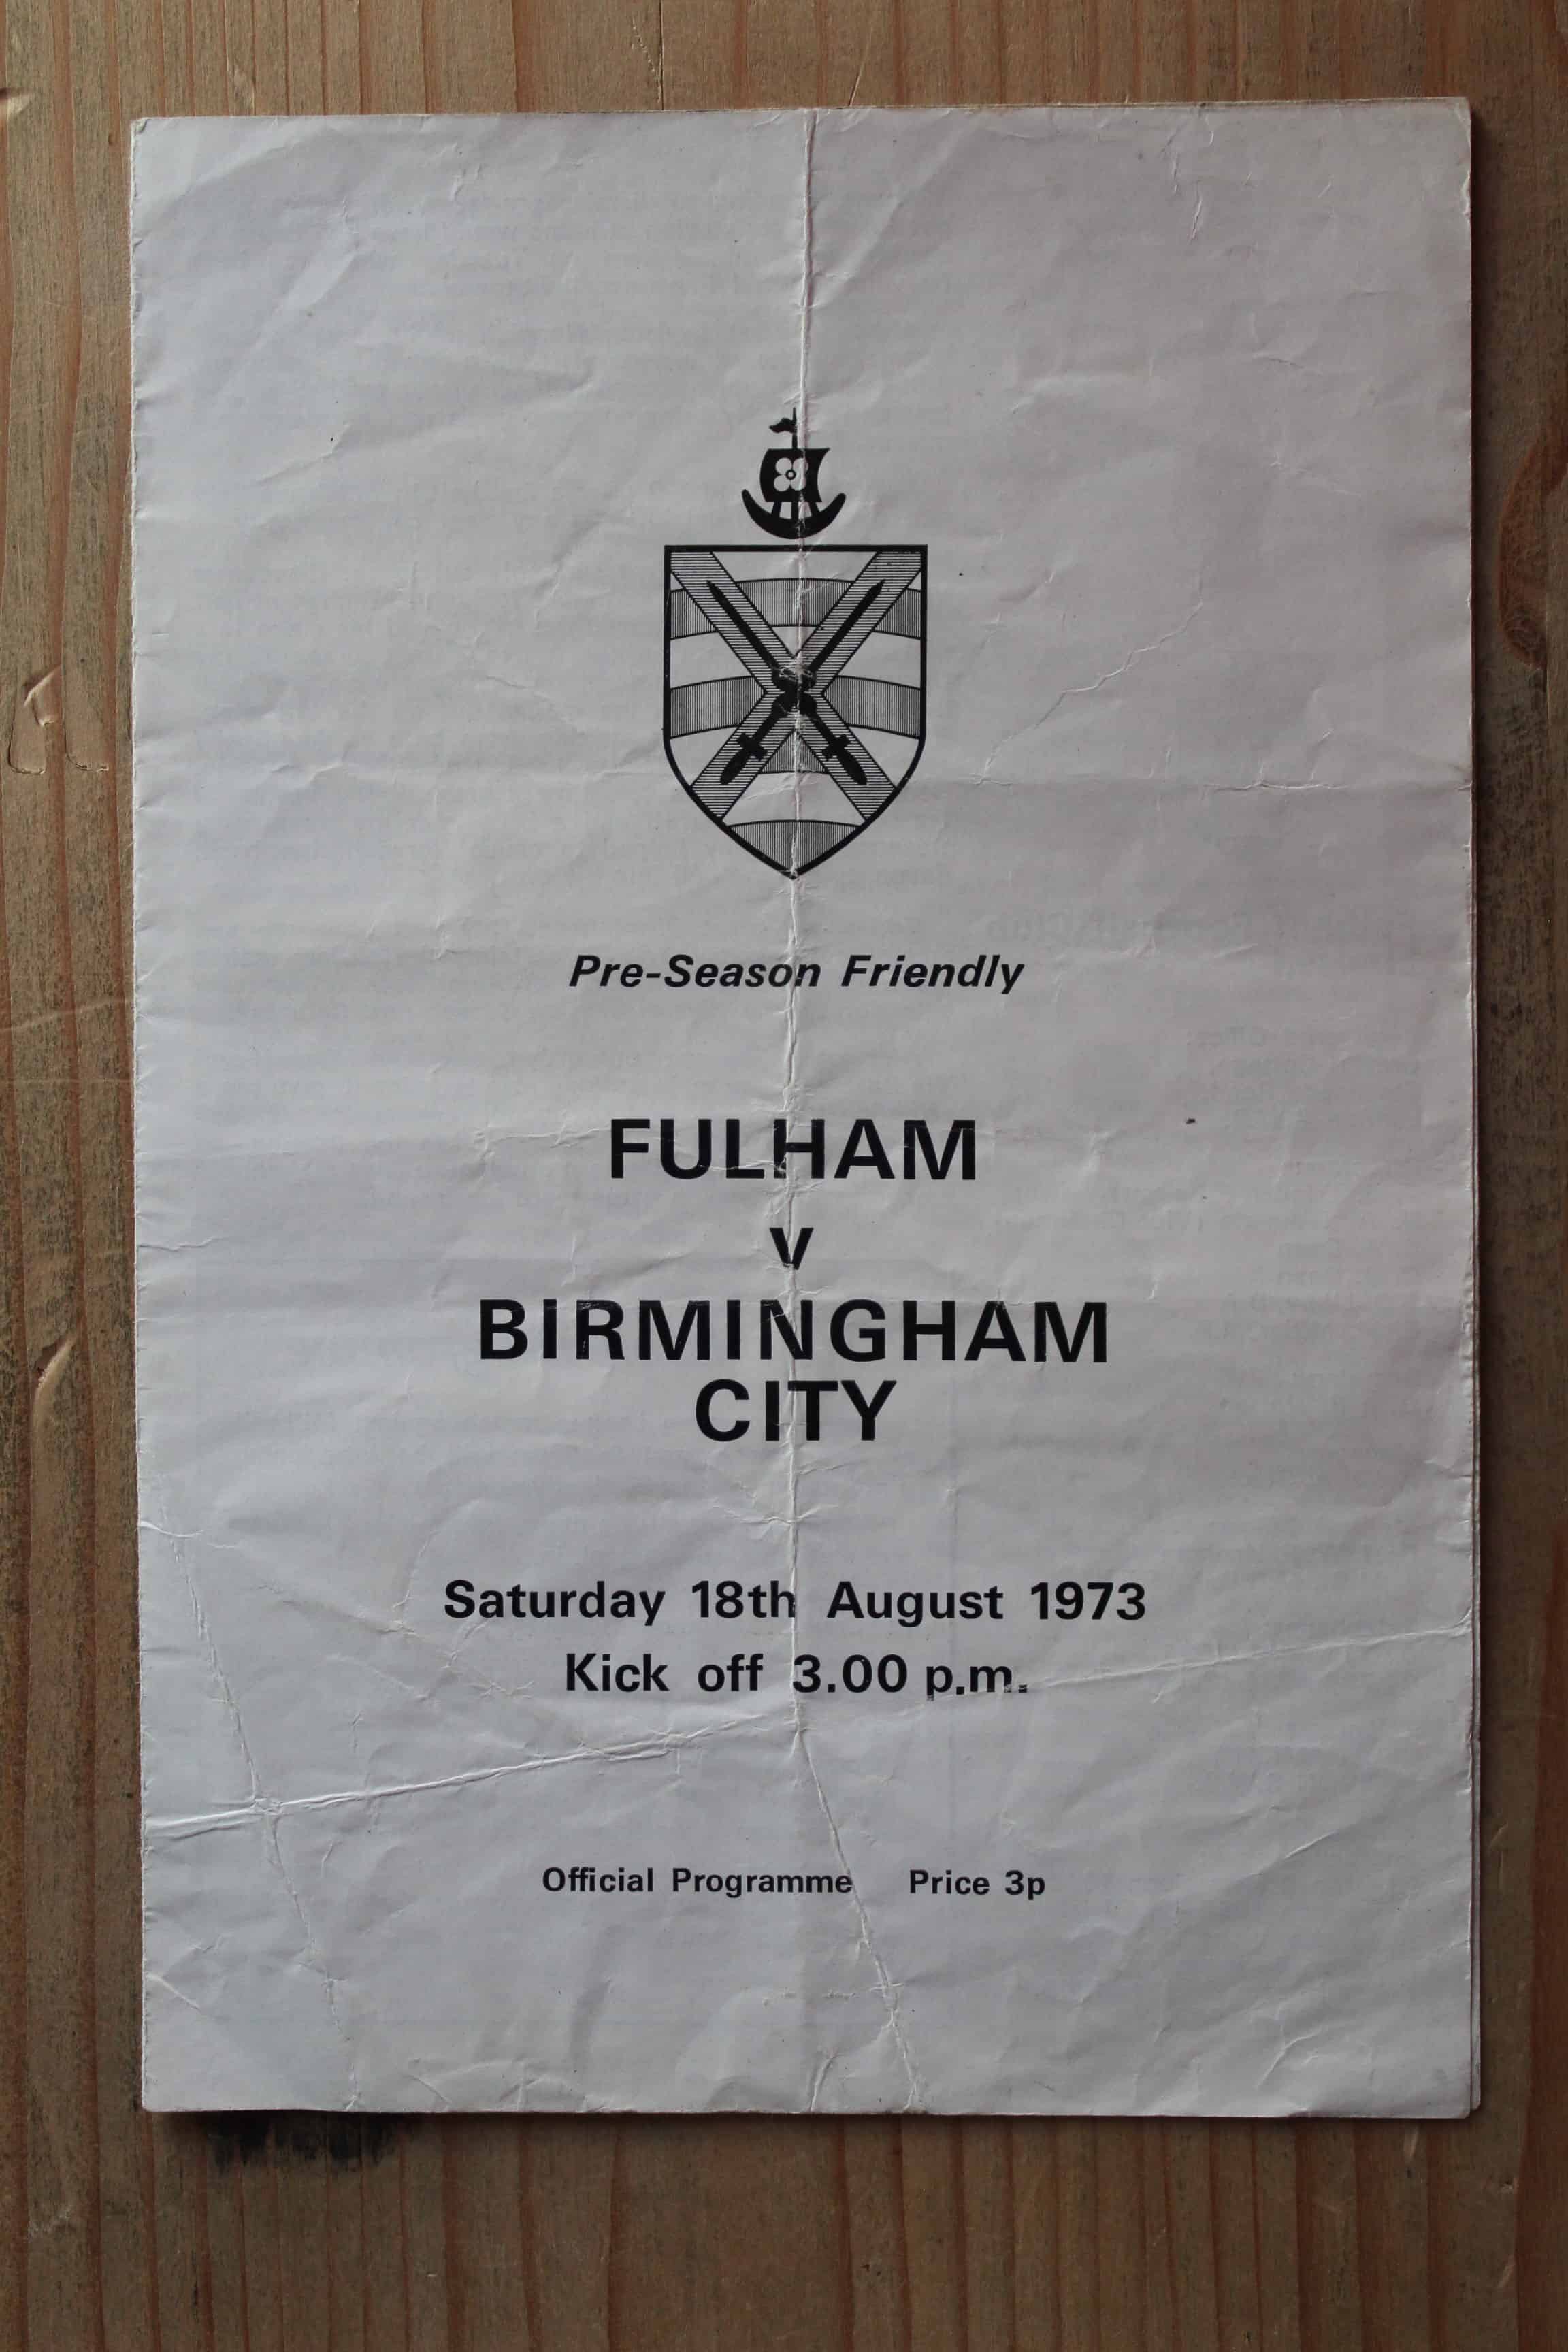 Pre-Season Friendly
FULHAM
v
BIRMINGHAM
CITY
Saturday 18th August 1973
Kick off 3.00 p.m.
Official Programme Price 3p